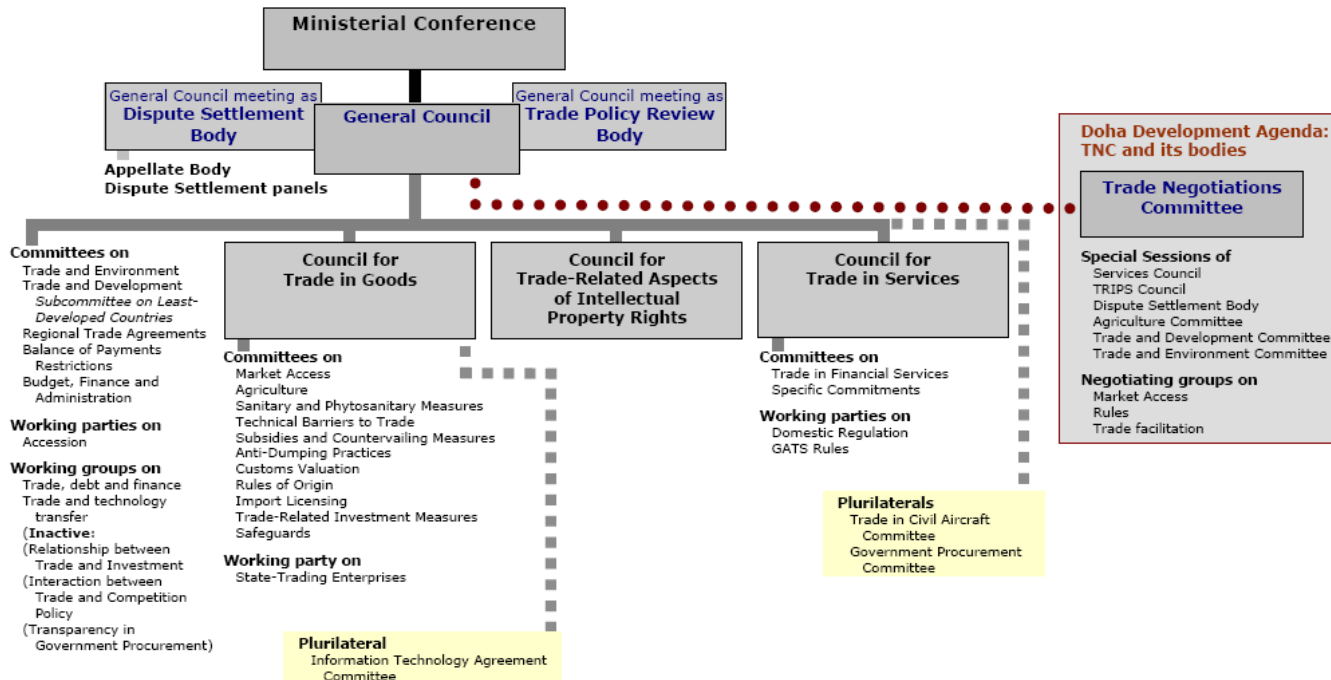 Ministerial Conference
General Council meeting as
Dispute Settlement
Body
General Council
General Council meeting as
Trade Policy Review
Body
Appellate Body
Dispute Settlement panels
Doha Development Agenda:
TNC and its bodies
Trade Negotiations
Committee
Special Sessions of
Services Council
TRIPS Council
Dispute Settlement Body
Agriculture Committee
Trade and Development Committee
Trade and Environment Committee
Negotiating groups on
Market Access
Rules
Trade facilitation
Committees on
Trade and Environment
Trade and Development
Subcommittee on Least-
Developed Countries
Regional Trade Agreements
Balance of Payments
Restrictions
Budget, Finance and
Administration
Working parties on
Accession
Working groups on
Trade, debt and finance
Trade and technology
transfer
(Inactive:
(Relationship between
Trade and Investment
(Interaction between
Trade and Competition
Policy
(Transparency in
Government Procurement)
Council for
Trade in Goods
Committees on
Market Access
Agriculture
Sanitary and Phytosanitary Measures
Technical Barriers to Trade
Subsidies and Countervailing Measures
Anti-Dumping Practices
Customs Valuation
Rules of Origin
Import Licensing
Trade-Related Investment Measures
Safeguards
Working party on
State-Trading Enterprises
Plurilateral
Information Technology Agreement
Committee
Council for
Trade-Related Aspects
of Intellectual
Property Rights
Council for
Trade in Services
Committees on
Trade in Financial Services
Specific Commitments
Working parties on
Domestic Regulation
GATS Rules
Plurilaterals
Trade in Civil Aircraft
Committee
Government Procurement
Committee